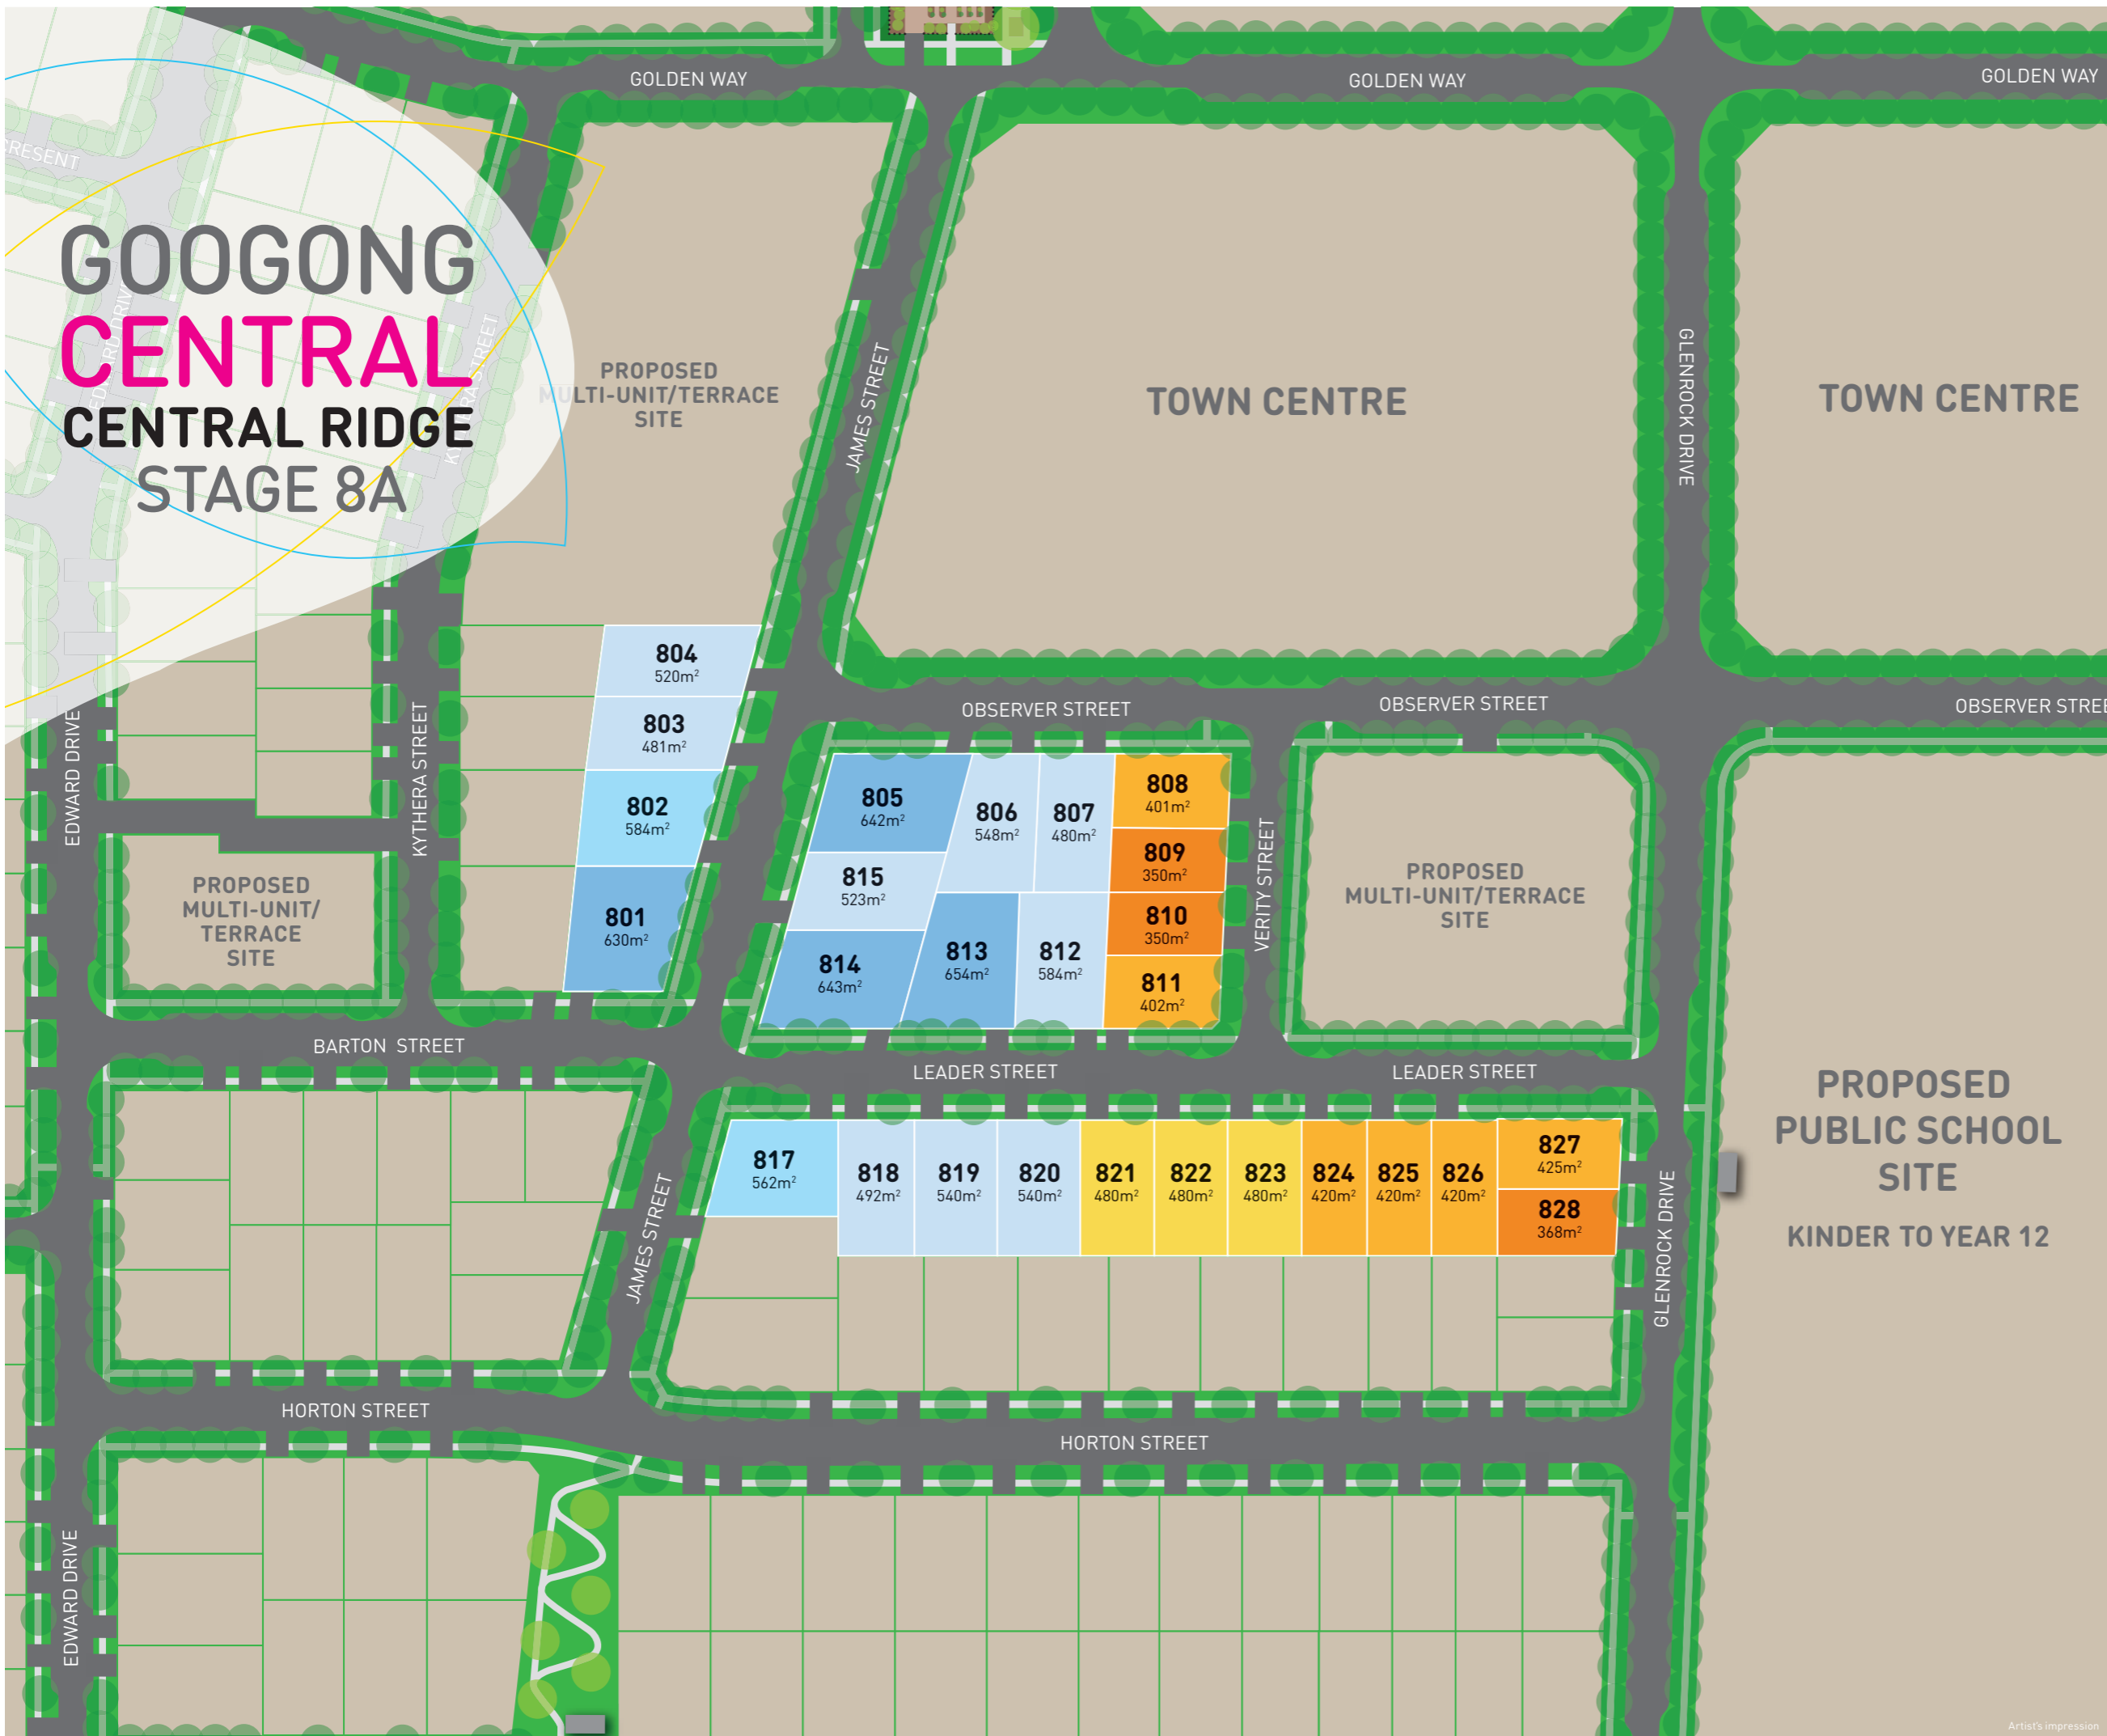 GOLDEN WAY
GOLDEN WAY
GOLDEN WAY
GOOGONG
CENTRAL
CENTRAL RIDGE
STAGE 8A
EDWARD DRIVE
KYTHERA STREET
PROPOSED
MULTI-UNIT/TERRACE
SITE
JAMES STREET
TOWN CENTRE
GLENROCK DRIVE
TOWN CENTRE
804
520m²
803
481m²
802
584m²
801
630m²
OBSERVER STREET
OBSERVER STREET
EDWARD DRIVE
KYTHERA STREET
PROPOSED
MULTI-UNIT/
TERRACE
SITE
805
642m²
806
548m²
807
480m²
808
401m²
809
350m²
815
523m²
810
350m²
814
643m²
813
654m²
812
584m²
811
402m²
VERITY STREET
PROPOSED
MULTI-UNIT/TERRACE
SITE
BARTON STREET
LEADER STREET
LEADER STREET
PROPOSED
PUBLIC SCHOOL
SITE
KINDER TO YEAR 12
817
562m²
818
492m²
819
540m²
820
540m²
821
480m²
822
480m²
823
480m²
824
420m²
825
420m²
826
420m²
827
425m²
828
368m²
JAMES STREET
GLENROCK DRIVE
HORTON STREET
HORTON STREET
EDWARD DRIVE
Artist's impression